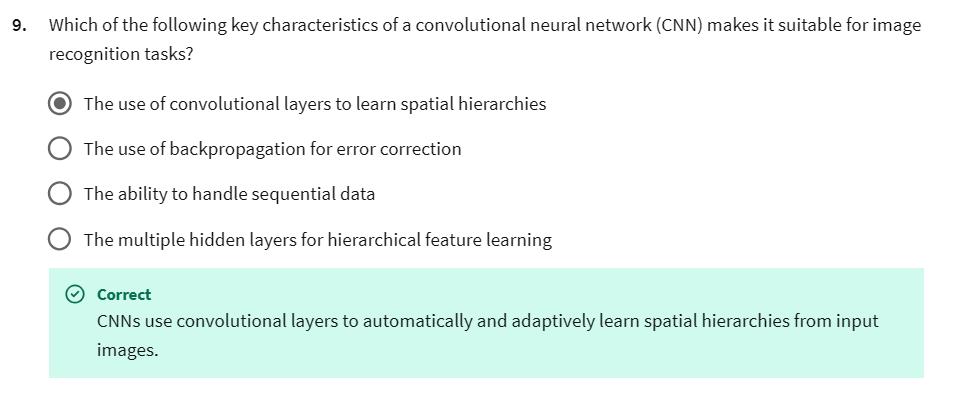 9. Which of the following key characteristics of a convolutional neural network (CNN) makes it suitable for image
recognition tasks?
The use of convolutional layers to learn spatial hierarchies
The use of backpropagation for error correction
The ability to handle sequential data
The multiple hidden layers for hierarchical feature learning
Correct
CNNs use convolutional layers to automatically and adaptively learn spatial hierarchies from input
images.